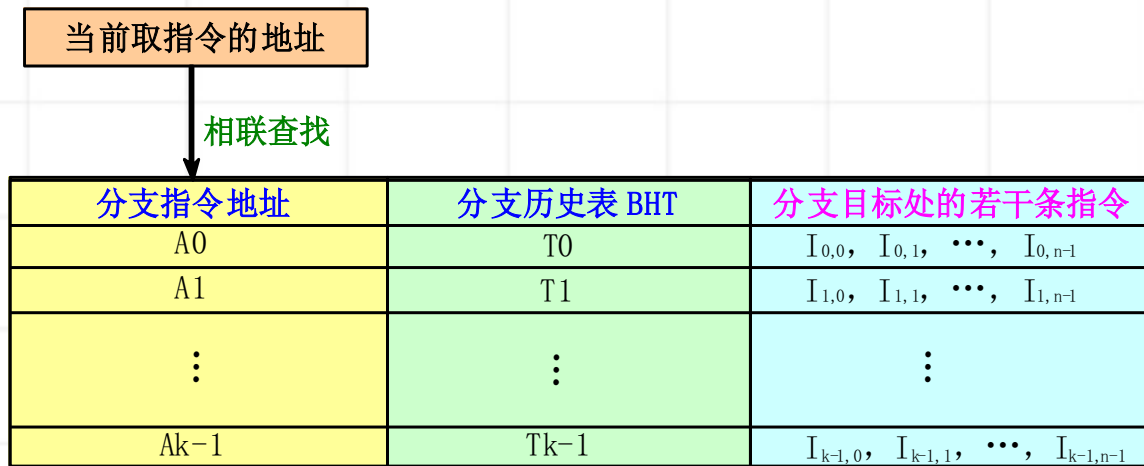 当前取指令的地址
相联查找
分支指令地址 分支历史表 BHT 分支目标处的若干条指令
A0 T0 I0,0, I0,1, …, I0,n-1
A1 T1 I1,0, I1,1, …, I1,n-1
⋮ ⋮ ⋮
Ak-1 Tk-1 Ik-1,0, Ik-1,1, …, Ik-1,n-1